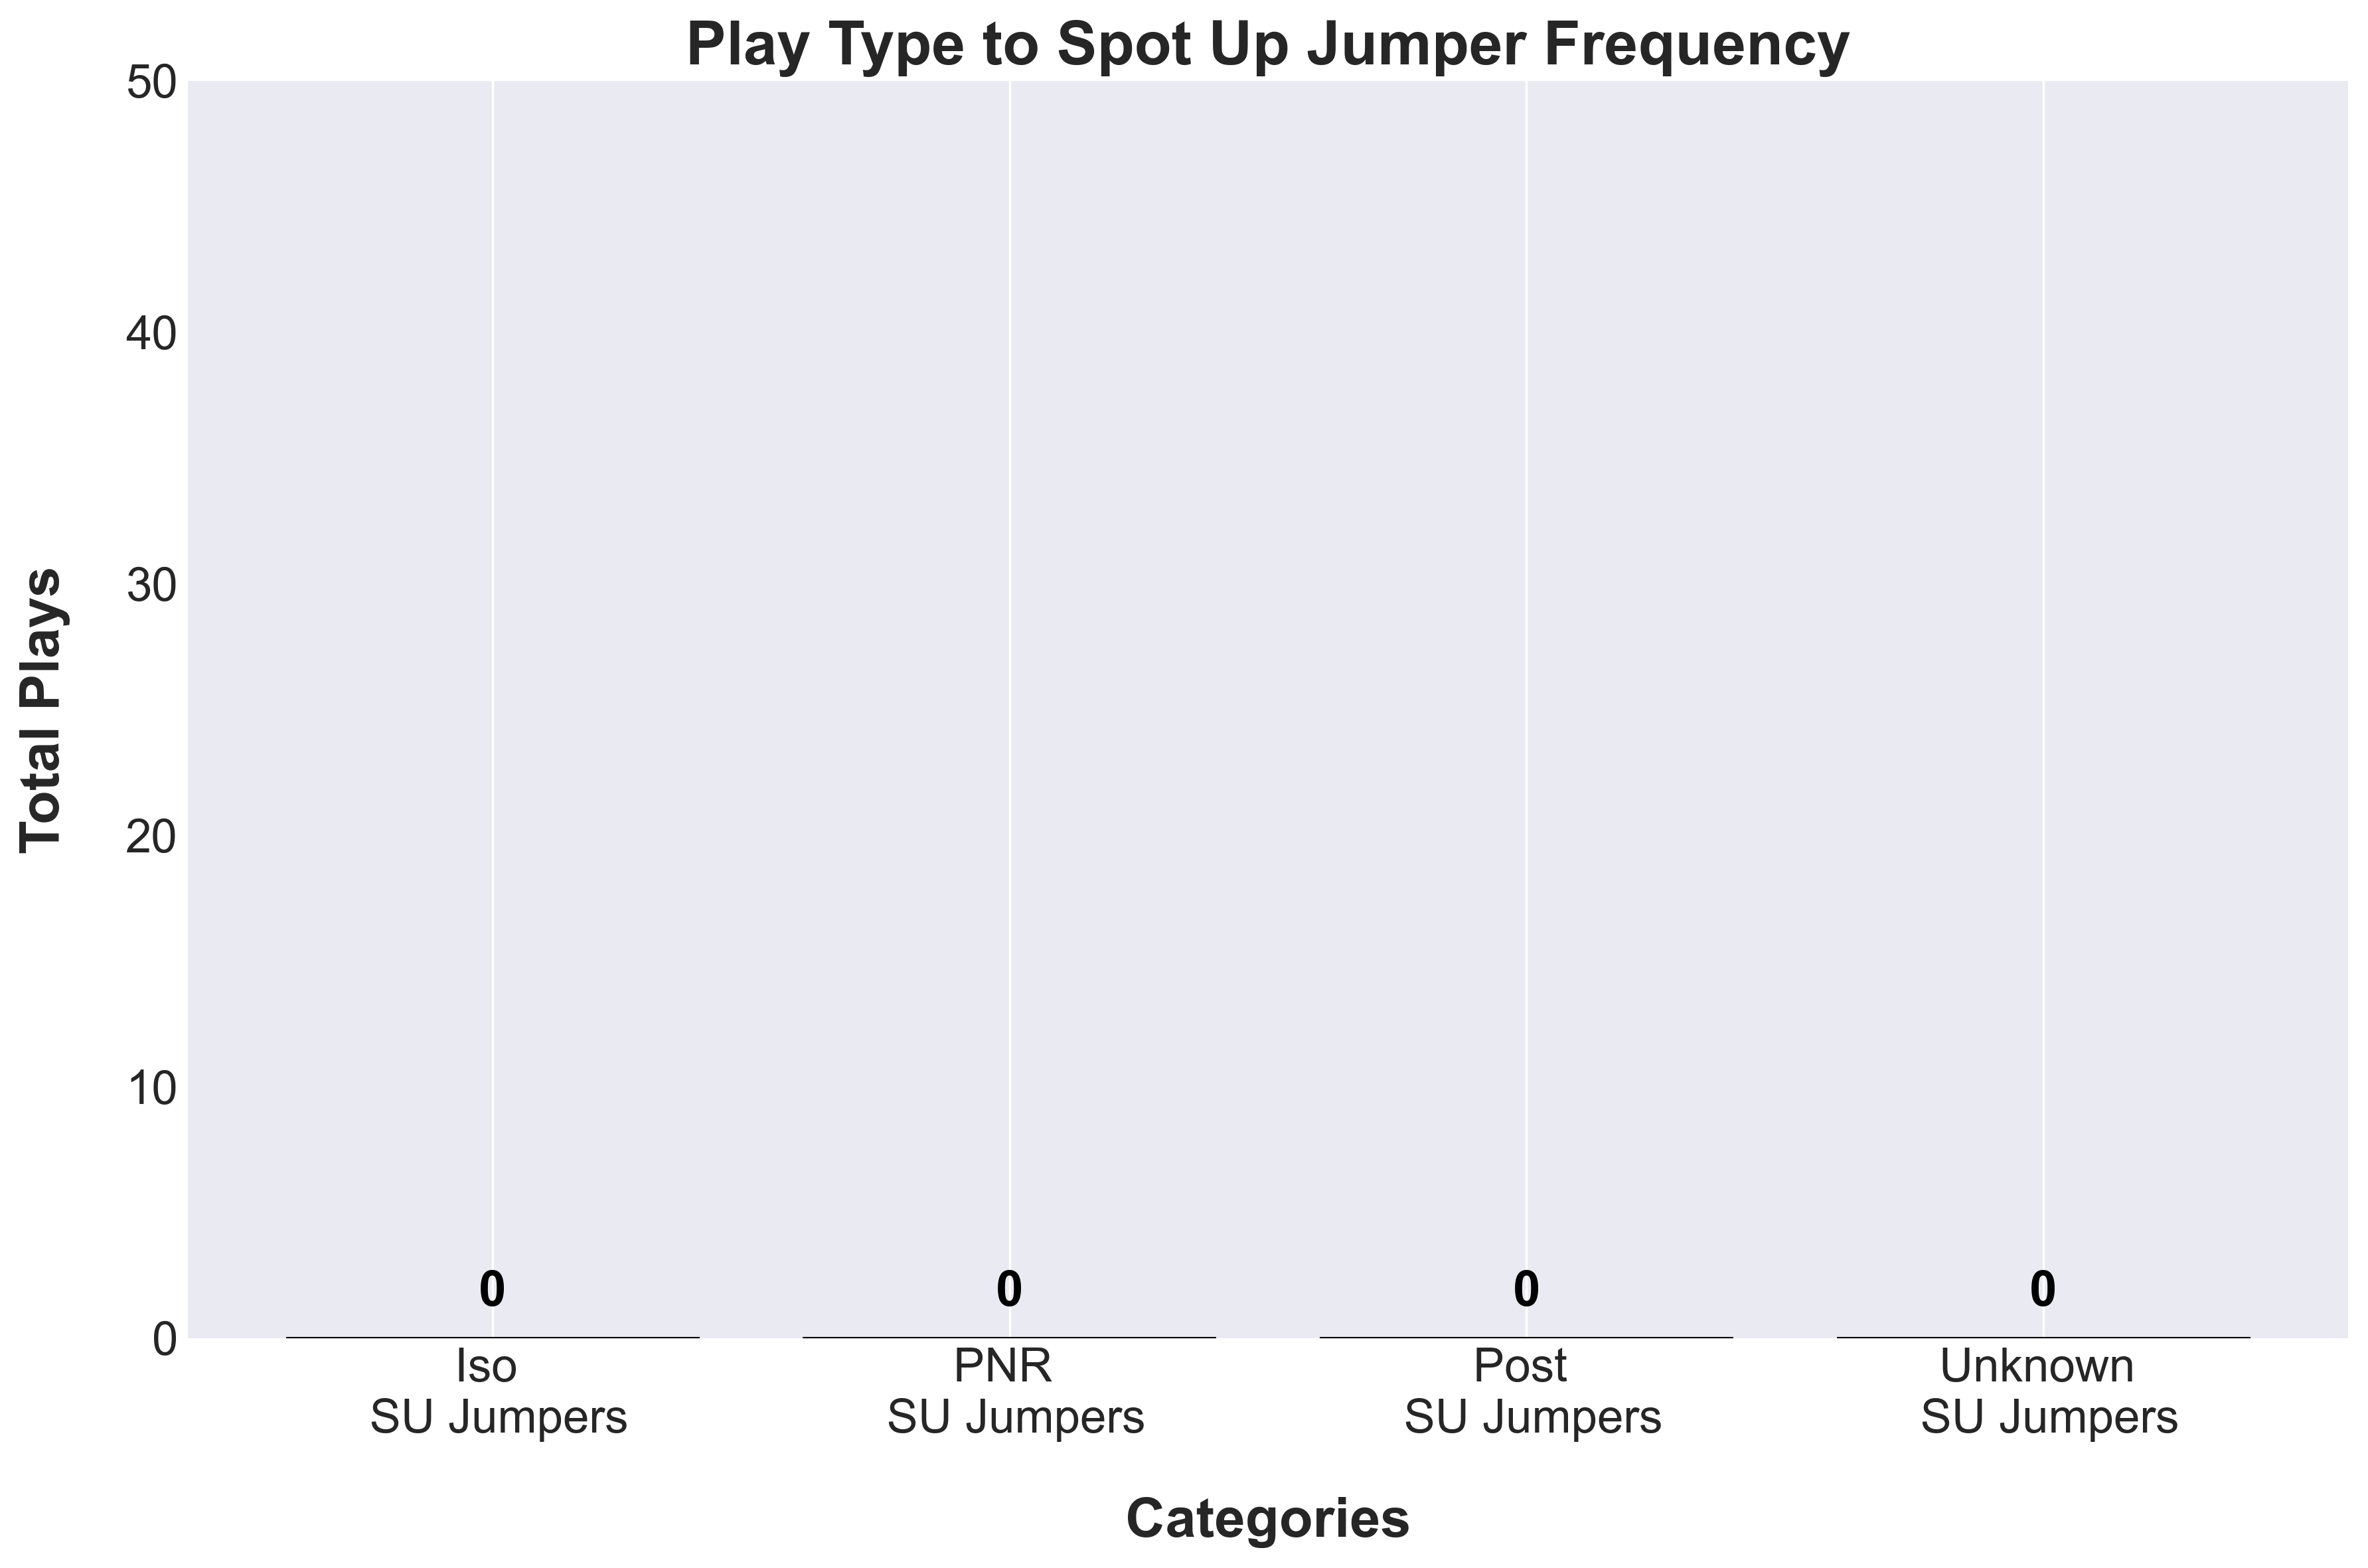 Play Type to Spot Up Jumper Frequency
50
40
30
20
10
0
Total Plays
0
0
0
0
Iso
SU Jumpers
PNR
SU Jumpers
Post
SU Jumpers
Unknown
SU Jumpers
Categories